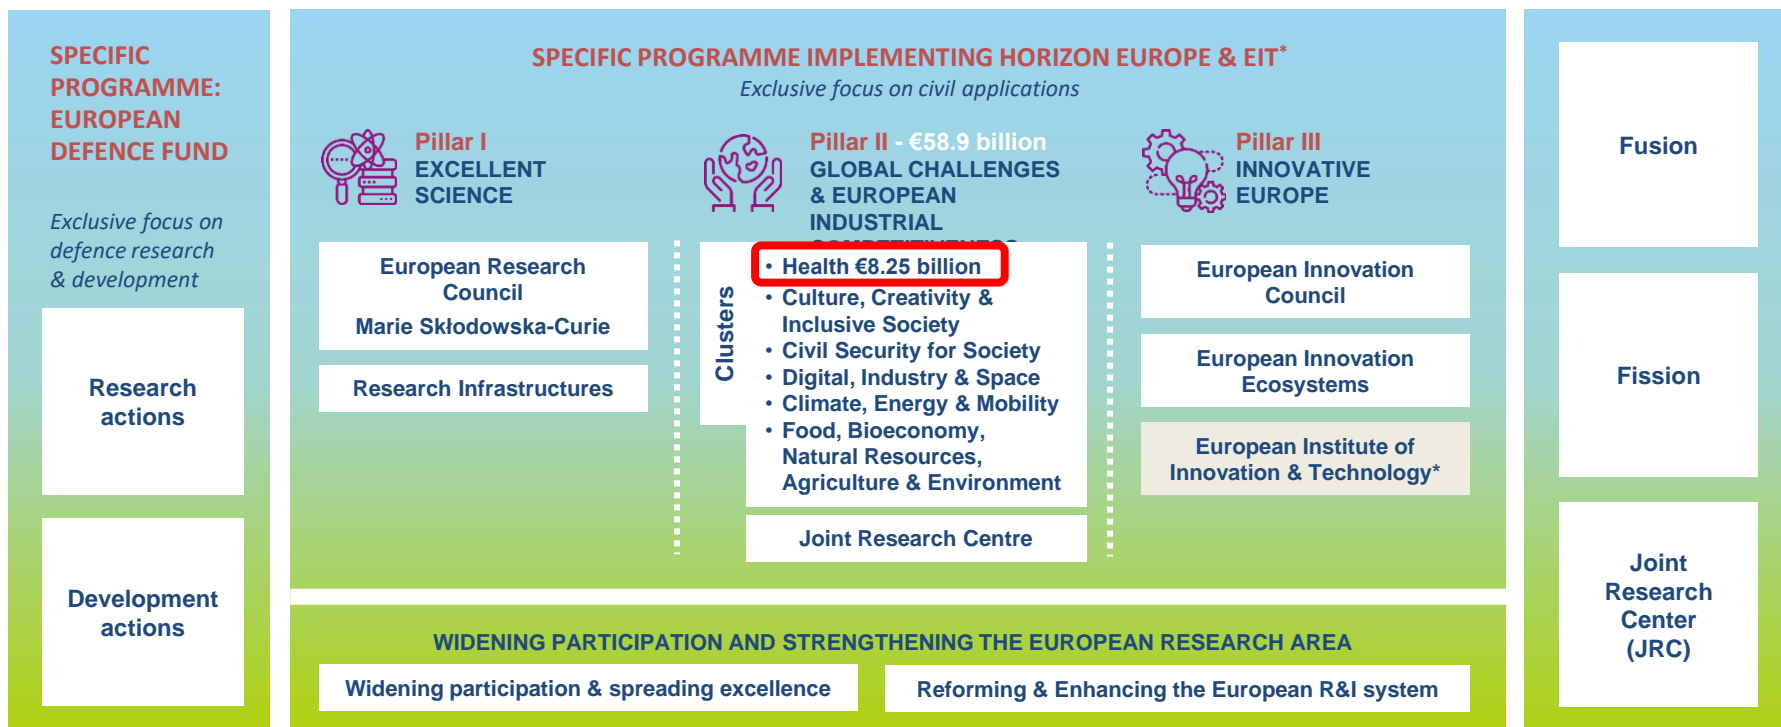 SPECIFIC
PROGRAMME:
EUROPEAN
DEFENCE FUND
Exclusive focus on
defence research
& development
Research
actions
Development
actions
SPECIFIC PROGRAMME IMPLEMENTING HORIZON EUROPE & EIT*
Exclusive focus on civil applications
Pillar I
EXCELLENT
SCIENCE
European Research
Council
Marie Skłodowska-Curie
Research Infrastructures
Pillar II - €58.9 billion
GLOBAL CHALLENGES
& EUROPEAN
INDUSTRIAL
COMPETITIVENESS
Clusters
• Health €8.25 billion
• Culture, Creativity &
Inclusive Society
• Civil Security for Society
• Digital, Industry & Space
• Climate, Energy & Mobility
• Food, Bioeconomy,
Natural Resources,
Agriculture & Environment
Joint Research Centre
Pillar III
INNOVATIVE
EUROPE
European Innovation
Council
European Innovation
Ecosystems
European Institute of
Innovation & Technology*
WIDENING PARTICIPATION AND STRENGTHENING THE EUROPEAN RESEARCH AREA
Widening participation & spreading excellence
Reforming & Enhancing the European R&I system
Fusion
Fission
Joint
Research
Center
(JRC)